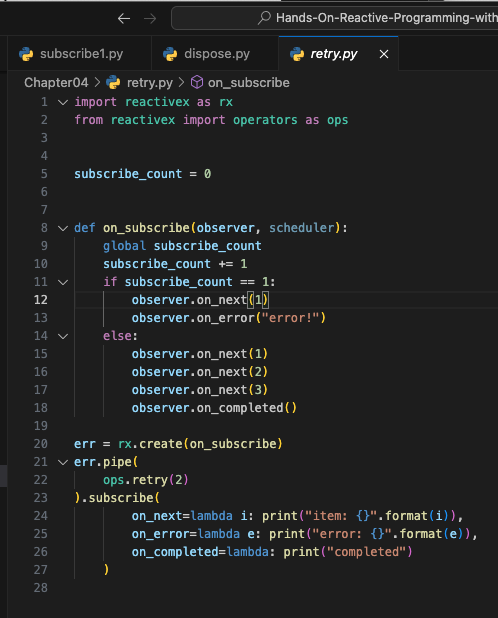 ← → Hands-On-Reactive-Programming-with
subscribe1.py dispose.py retry.py ×
Chapter04 > retry.py > on_subscribe
1 import reactivex as rx
2 from reactivex import operators as ops
3
4
5 subscribe_count = 0
6
7
8 def on_subscribe(observer, scheduler):
9 global subscribe_count
10 subscribe_count += 1
11 if subscribe_count == 1:
12 observer.on_next(1)
13 observer.on_error("error!")
14 else:
15 observer.on_next(1)
16 observer.on_next(2)
17 observer.on_next(3)
18 observer.on_completed()
19
20 err = rx.create(on_subscribe)
21 err.pipe(
22 ops.retry(2)
23 ).subscribe(
24 on_next=lambda i: print("item: {}".format(i)),
25 on_error=lambda e: print("error: {}".format(e)),
26 on_completed=lambda: print("completed")
27 )
28